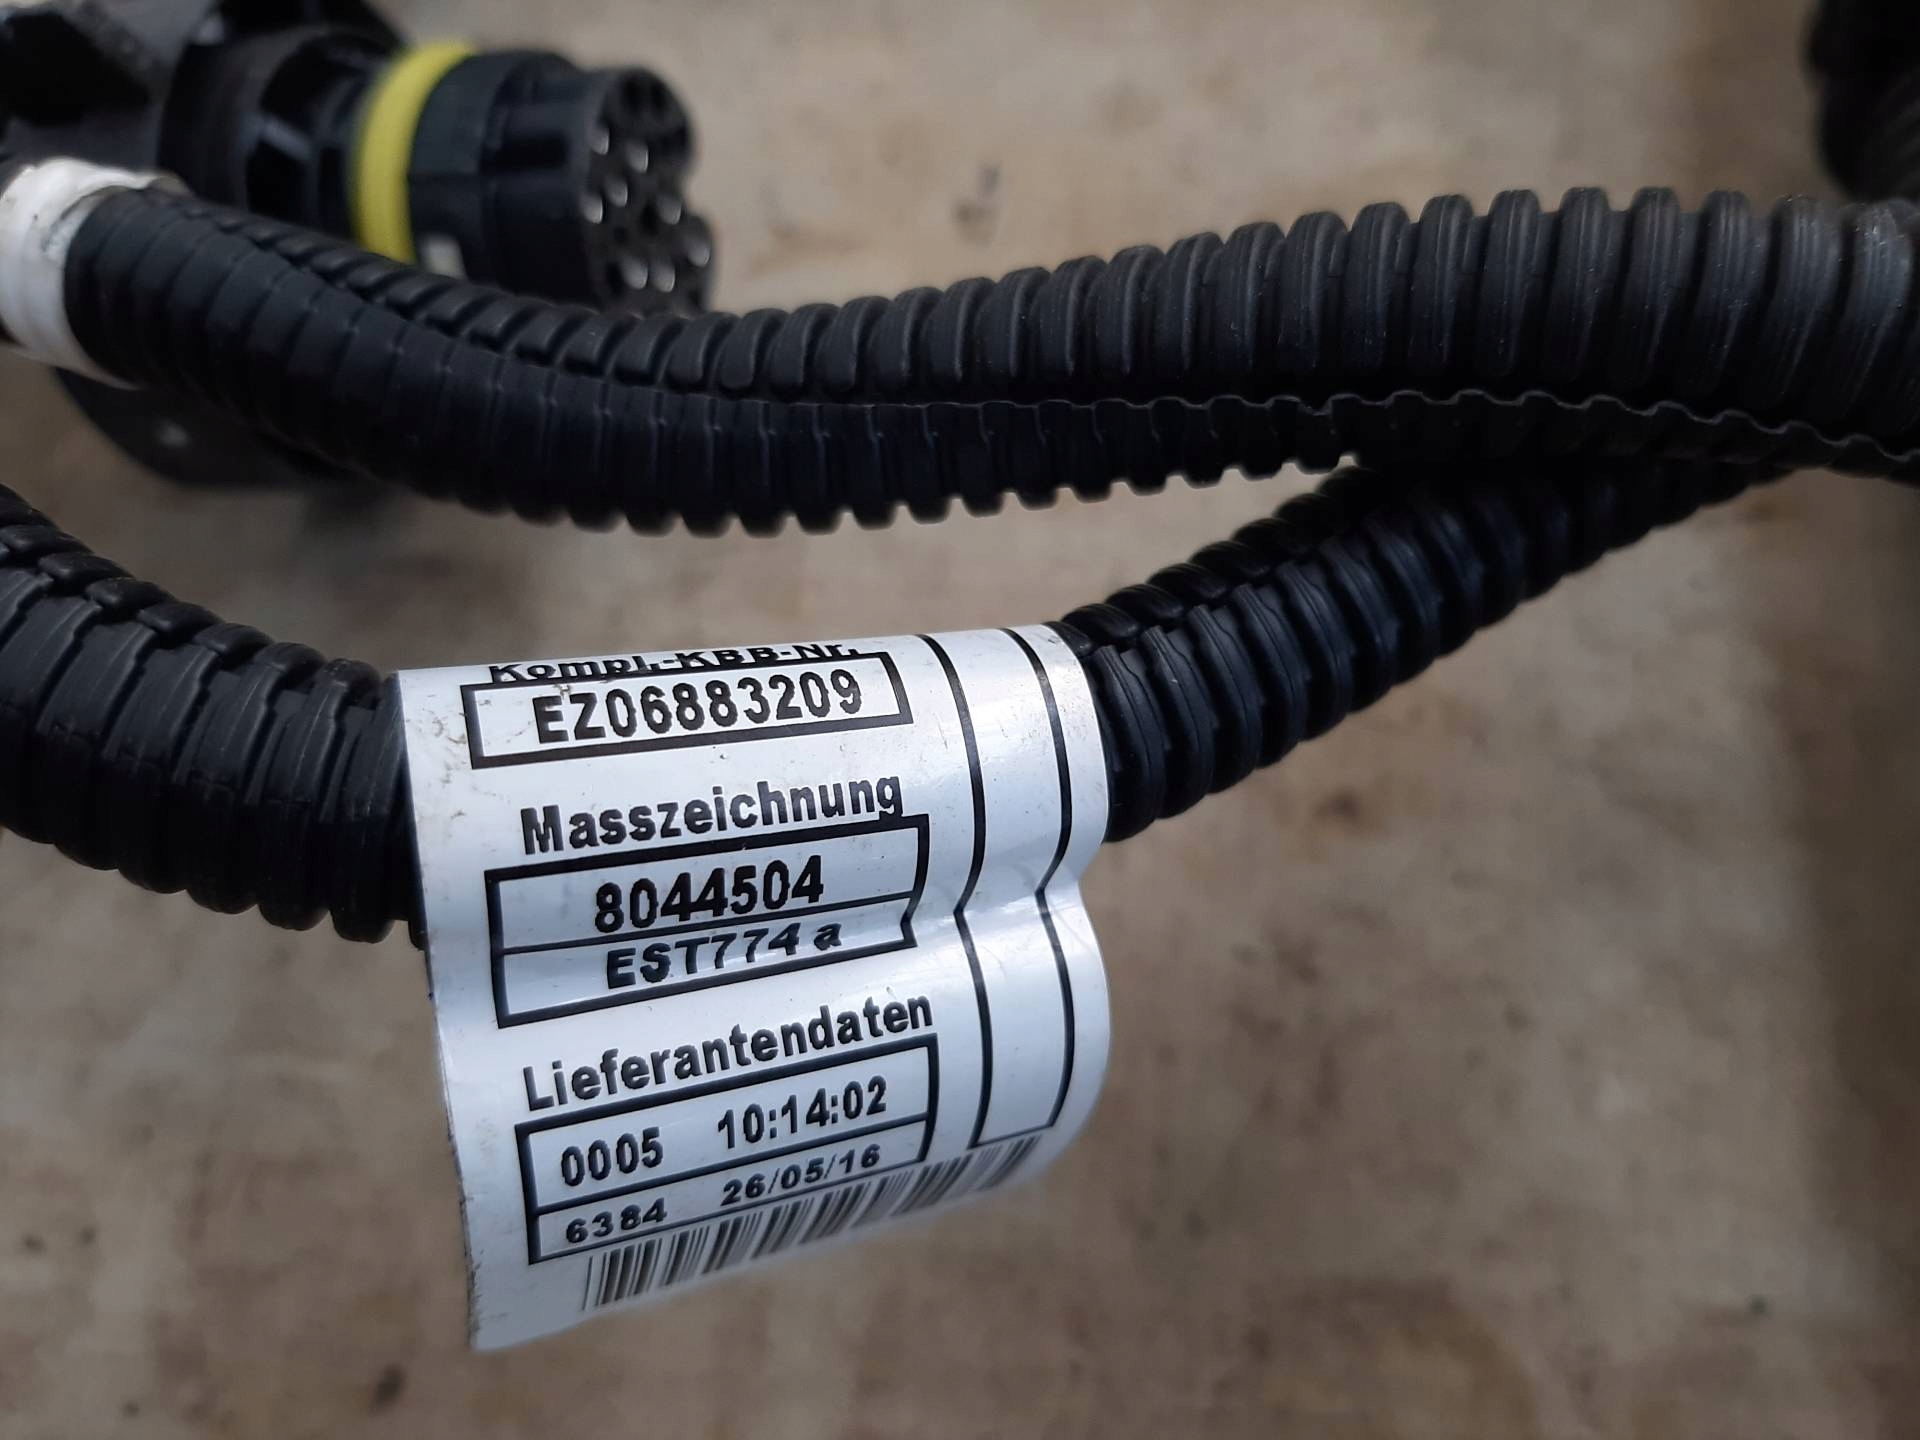 Kompl.-KBB-Nr.
EZ06883209
Masszeichnung
8044504
EST774 a
Lieferantendaten
0005 10:14:02
6384 26/05/16